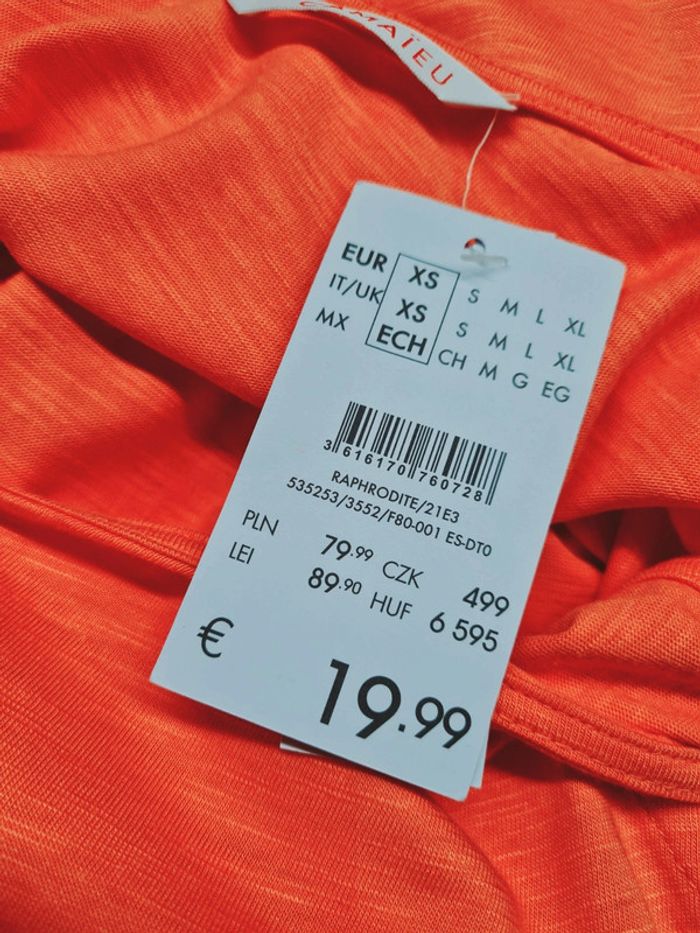 CAMAÏEU
EUR XS S M L XL
IT/UK XS S M L XL
MX ECH CH M G EG
3 616170 760728
RAPHRODITE/21E3
535253/3552/F80-001 ES-DT0
PLN 79.99 CZK 499
LEI 89.90 HUF 6 595
€ 19.99